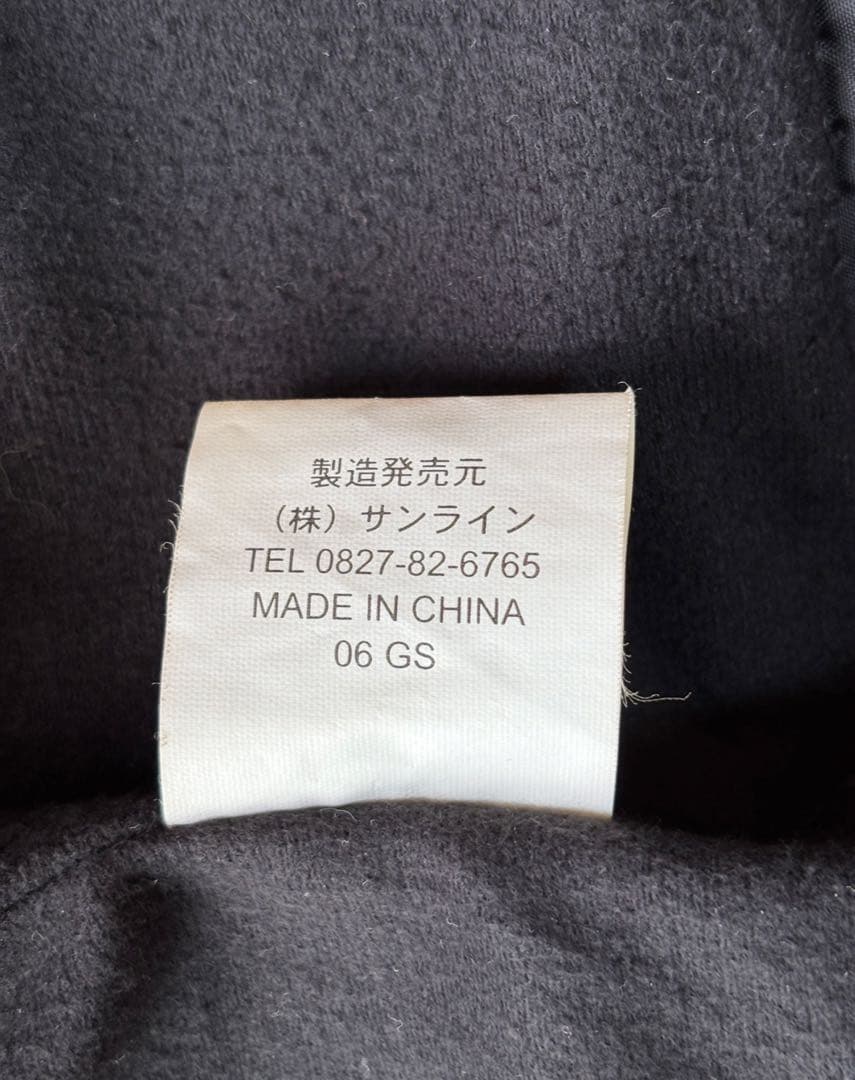 製造発売元
（株）サンライン
TEL 0827-82-6765
MADE IN CHINA
06 GS